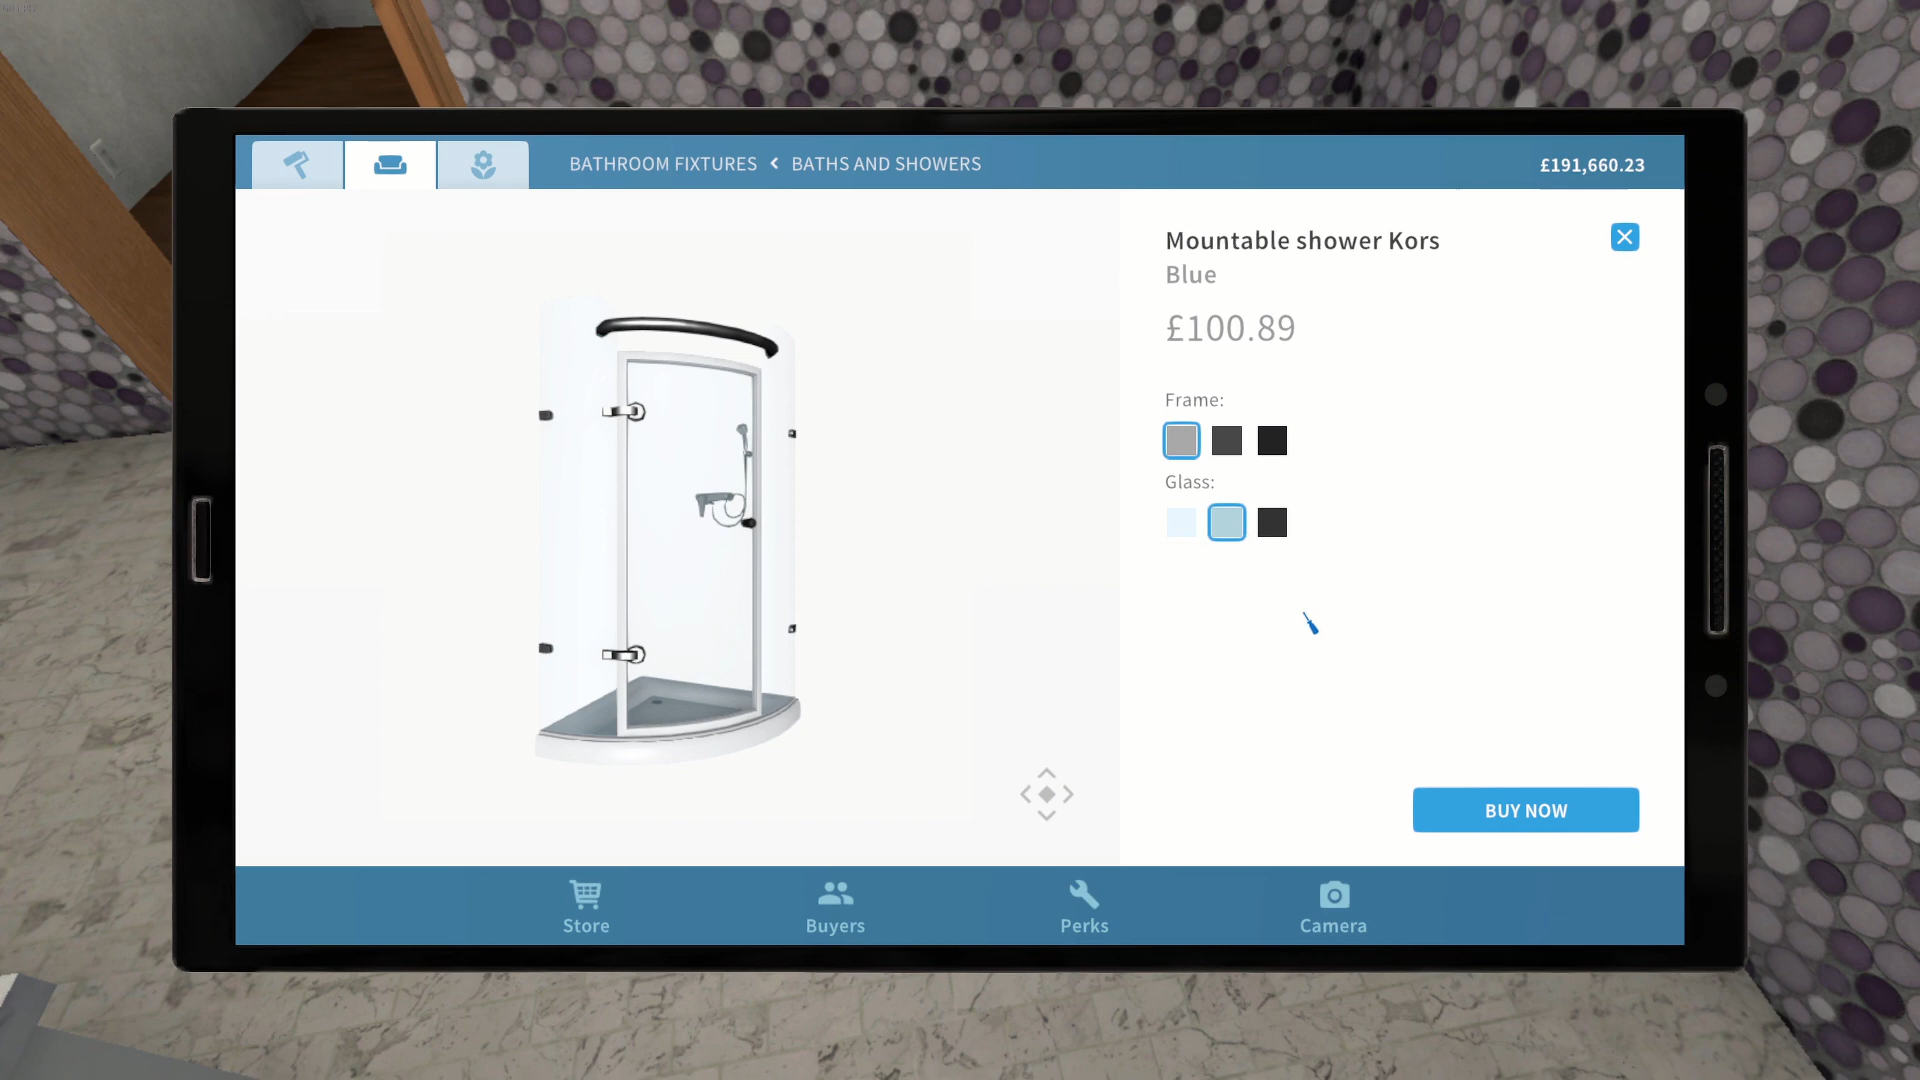 BATHROOM FIXTURES < BATHS AND SHOWERS
£191,660.23
Mountable shower Kors
Blue
£100.89
Frame:
Glass:
BUY NOW
Store
Buyers
Perks
Camera